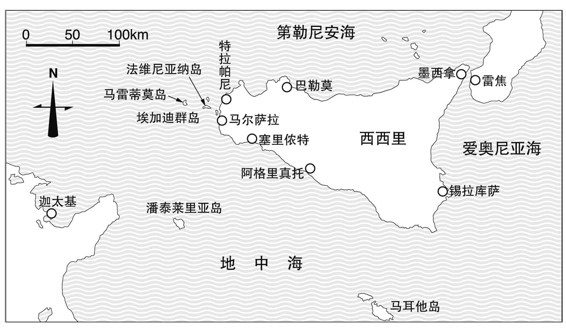 0 50 100km
第勒尼安海
特拉帕尼
法维尼亚纳岛
墨西拿
雷焦
巴勒莫
马雷蒂莫岛
N
埃加迪群岛
马尔萨拉
塞里侬特
西西里
爱奥尼亚海
阿格里真托
锡拉库萨
迦太基
潘泰莱里亚岛
地中海
马耳他岛